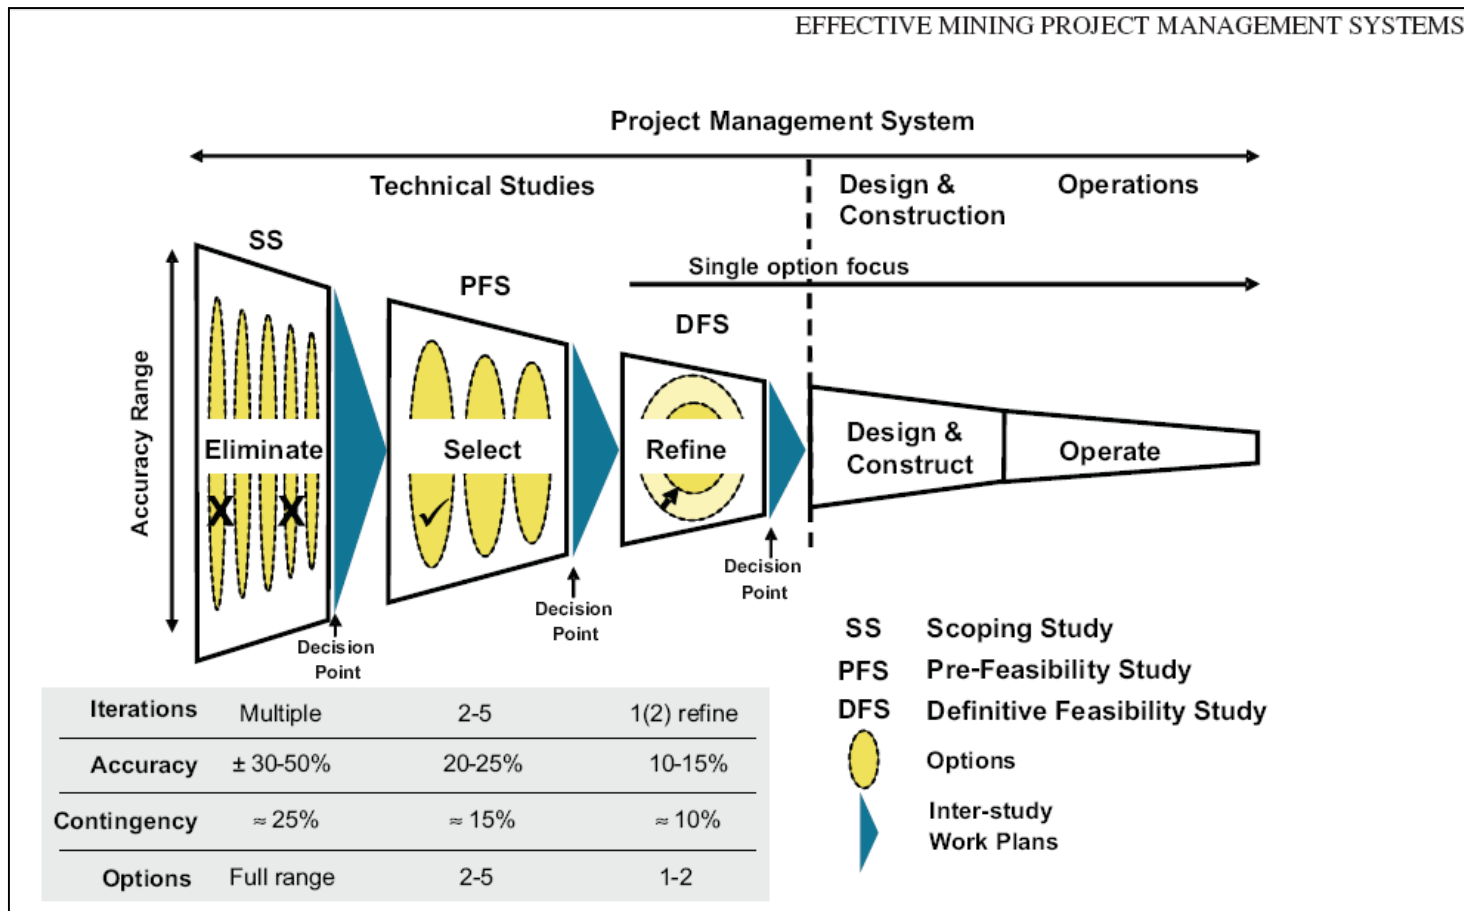 EFFECTIVE MINING PROJECT MANAGEMENT SYSTEMS
Project Management System
Technical Studies
Design &
Construction
Operations
SS
Single option focus
PFS
DFS
Accuracy Range
Eliminate
Select
Refine
Design &
Construct
Operate
X
X
✓
Decision
Point
Decision
Point
Decision
Point
SS Scoping Study
PFS Pre-Feasibility Study
DFS Definitive Feasibility Study
Options
Inter-study
Work Plans
Iterations Multiple 2-5 1(2) refine
Accuracy ± 30-50% 20-25% 10-15%
Contingency ≈ 25% ≈ 15% ≈ 10%
Options Full range 2-5 1-2